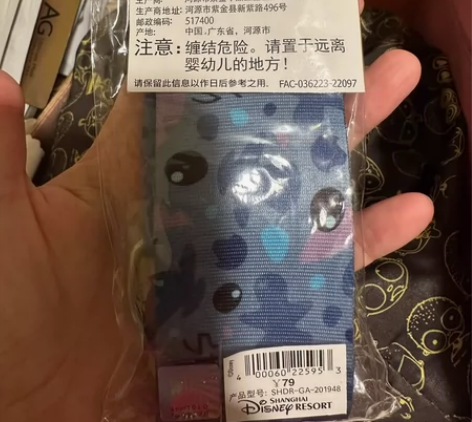 生产商地址: 河源市紫金县新紫路496号
邮政编码: 517400
产地: 中国,广东省,河源市
注意:缠结危险。请置于远离
婴幼儿的地方!
请保留此信息以作日后参考之用. FAC-036223-22097
AG
4 00060 22595 3
¥79
产品型号: SHDR-GA-201948
SHANGHAI
Disney RESORT